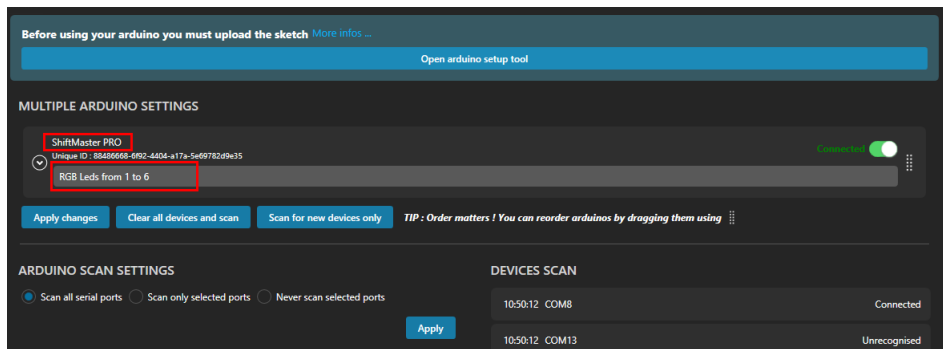 Before using your arduino you must upload the sketch More infos ...
Open arduino setup tool
MULTIPLE ARDUINO SETTINGS
ShiftMaster PRO
Unique ID : 88486668-6f92-4404-a17a-5e69782d9e35
Connected
RGB Leds from 1 to 6
Apply changes Clear all devices and scan Scan for new devices only TIP : Order matters ! You can reorder arduinos by dragging them using
ARDUINO SCAN SETTINGS
Scan all serial ports Scan only selected ports Never scan selected ports
Apply
DEVICES SCAN
10:50:12 COM8 Connected
10:50:12 COM13 Unrecognised